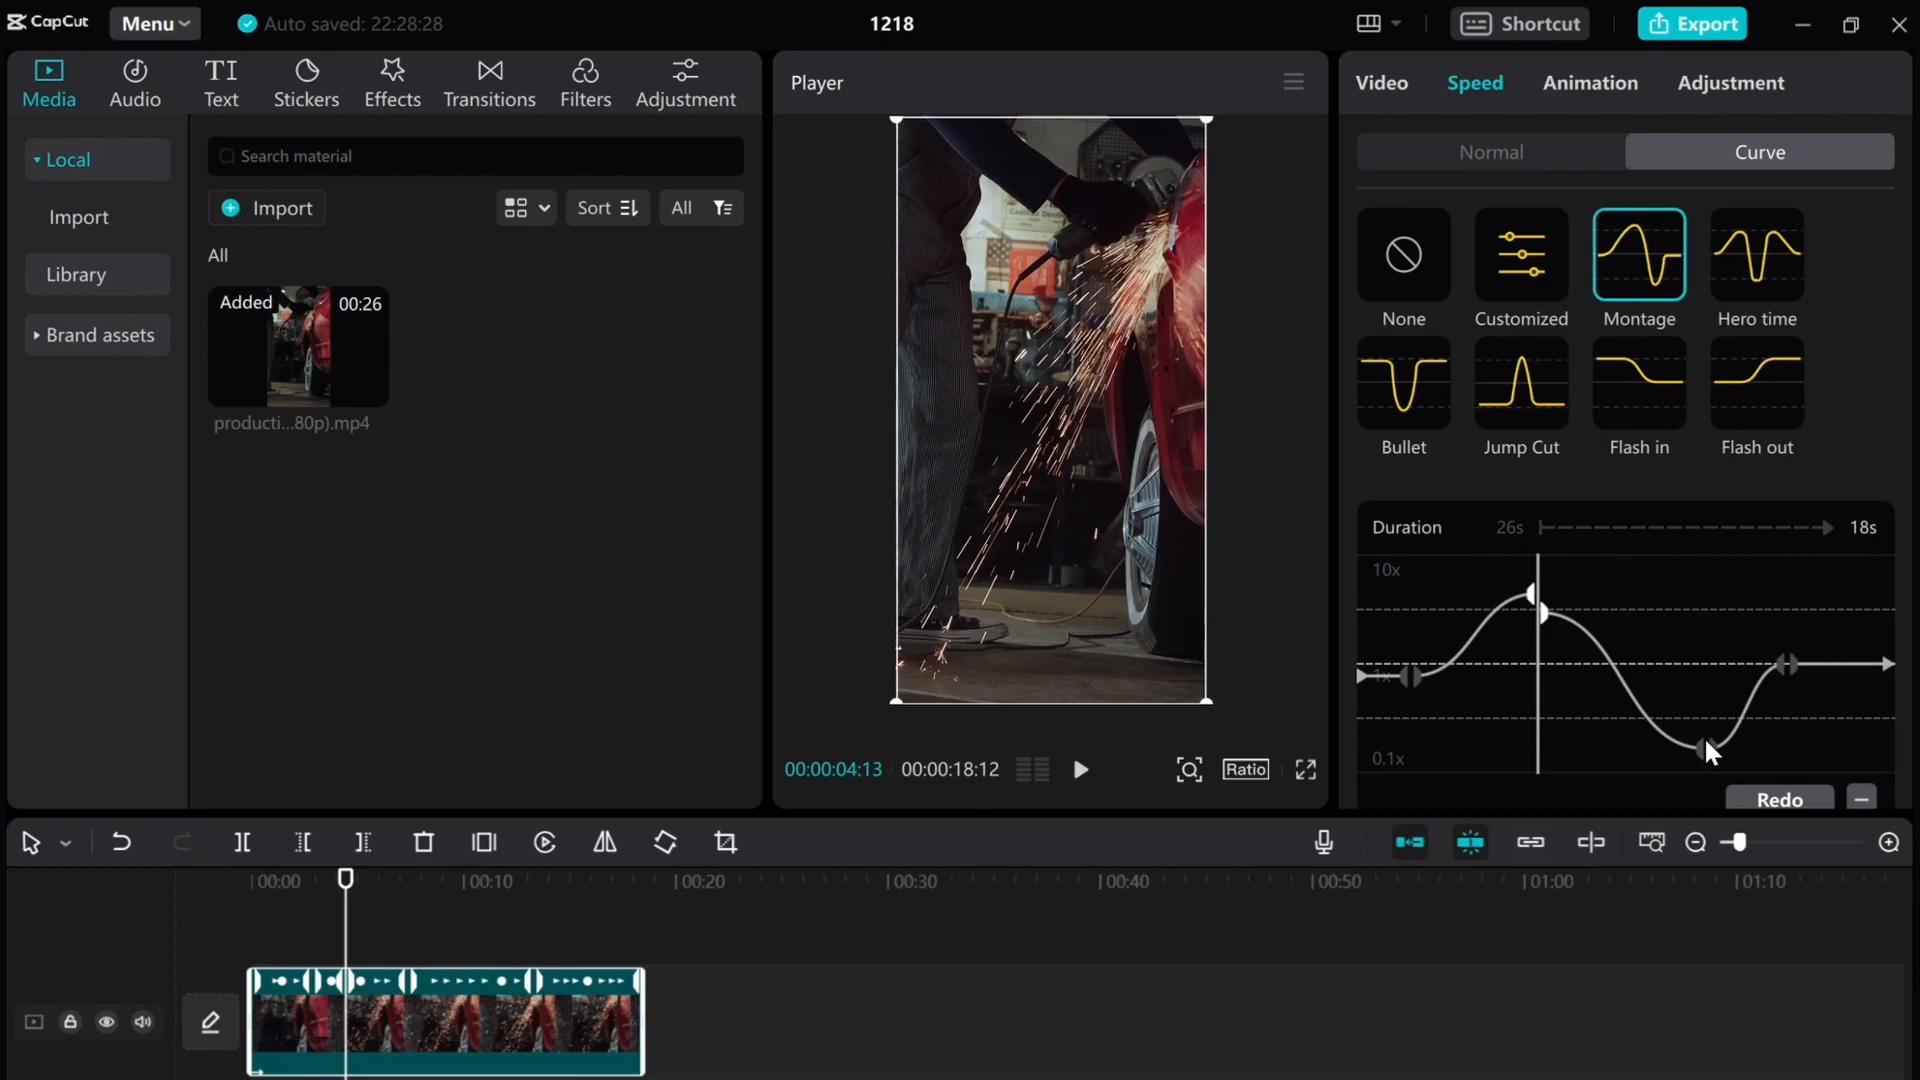 CapCut
Menu
Auto saved: 22:28:28
1218
Shortcut
Export
Media
Audio
TI
Text
Stickers
Effects
Transitions
Filters
Adjustment
Local
Import
Library
Brand assets
Search material
Import
Sort
All
All
Added
00:26
producti...80p).mp4
Player
00:00:04:13
00:00:18:12
Ratio
Video
Speed
Animation
Adjustment
Normal
Curve
None
Customized
Montage
Hero time
Bullet
Jump Cut
Flash in
Flash out
Duration
26s
18s
10x
1x
0.1x
Redo
00:00
00:10
00:20
00:30
00:40
00:50
01:00
01:10